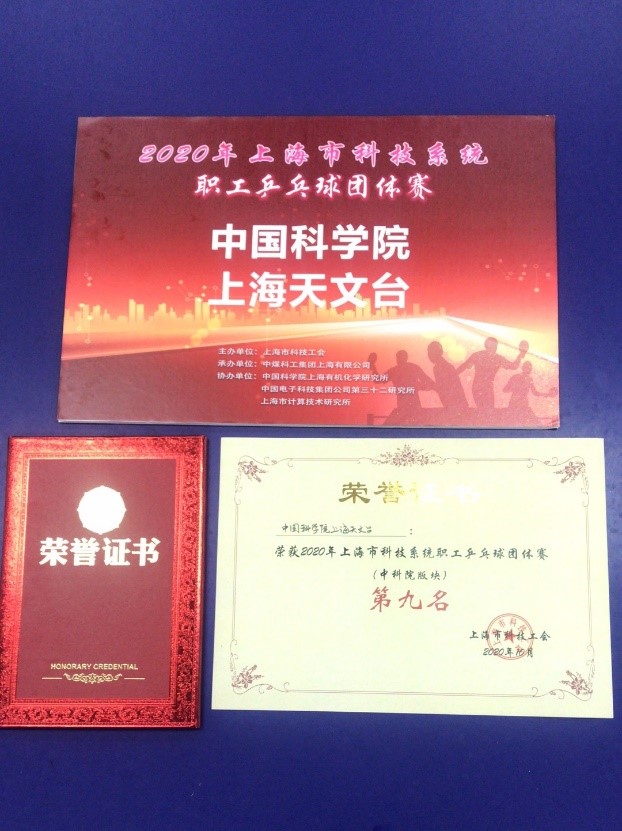 2020年上海市科技系统
职工乒乓球团体赛
中国科学院
上海天文台
主办单位：上海市科技工会
承办单位：中煤科工集团上海有限公司
协办单位：中国科学院上海有机化学研究所
中国电子科技集团公司第三十二研究所
上海市计算技术研究所
荣誉证书
HONORARY CREDENTIAL
荣誉证书
中国科学院上海天文台：
荣获2020年上海市科技系统职工乒乓球团体赛
（中科院版块）
第九名
上海市科技工会
2020年10月